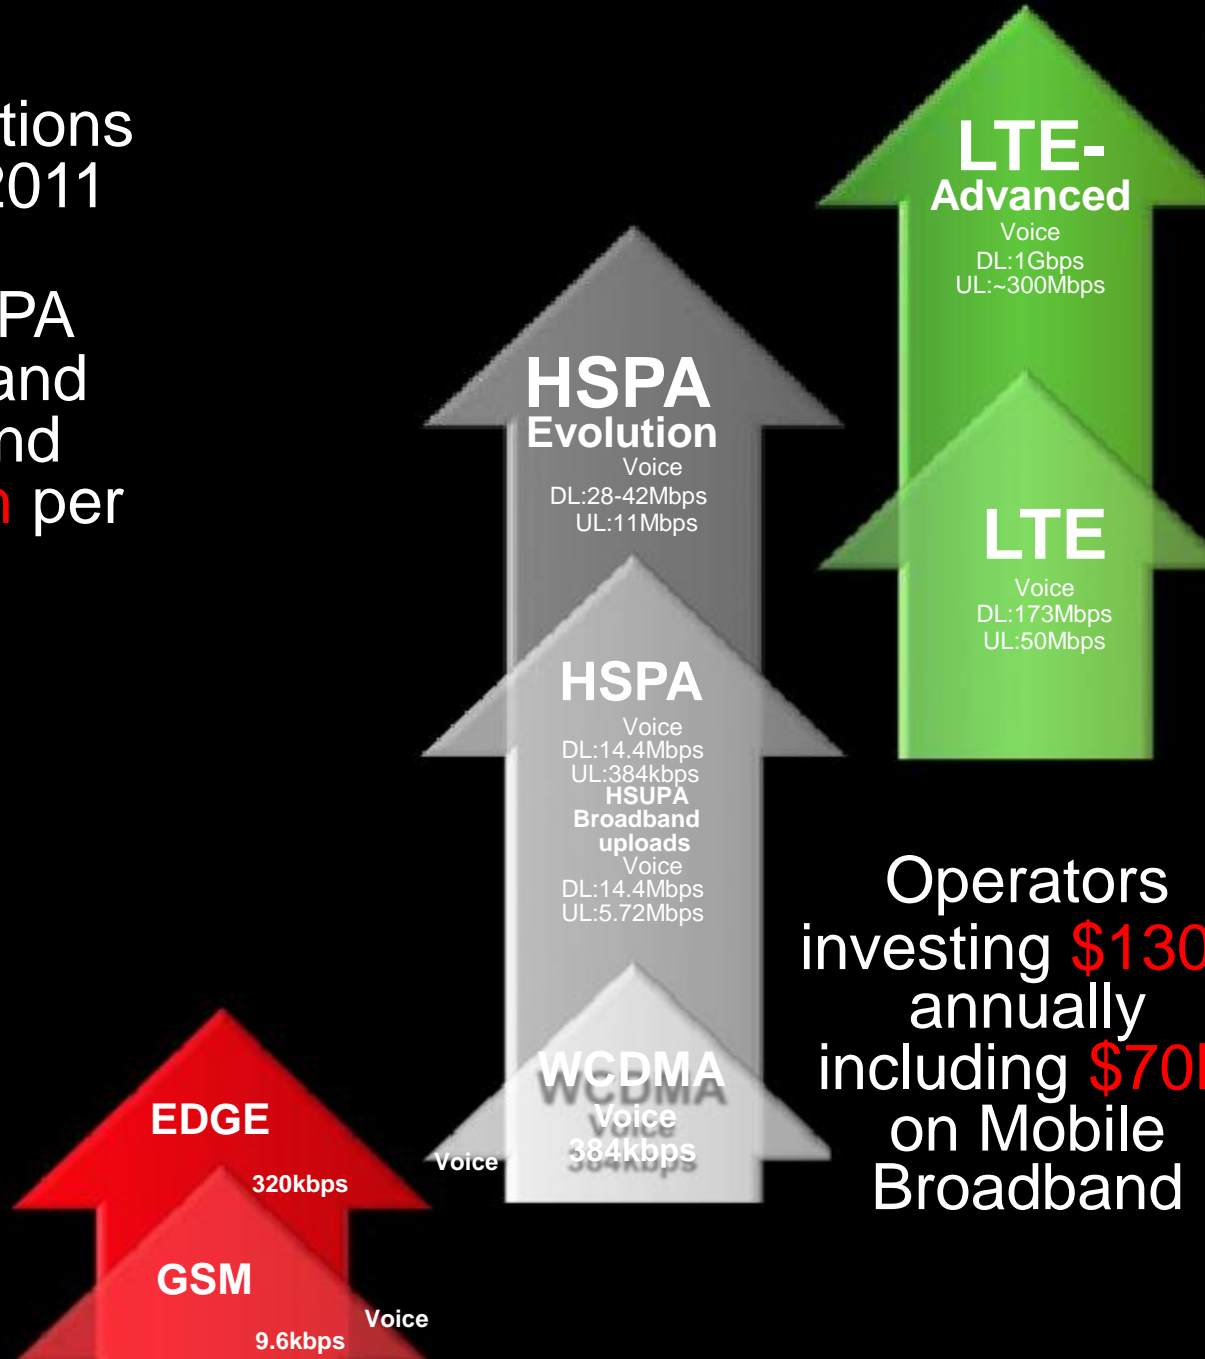 2011
and
per
LTE-
Advanced
Voice
DL:1Gbps
UL:~300Mbps
HSPA
Evolution
Voice
DL:28-42Mbps
UL:11Mbps
LTE
Voice
DL:173Mbps
UL:50Mbps
HSPA
Voice
DL:14.4Mbps
UL:384kbps
HSUPA
Broadband
uploads
Voice
DL:14.4Mbps
UL:5.72Mbps
WCDMA
Voice
384kbps
Voice
Operators
investing $130
annually
including $70
on Mobile
Broadband
EDGE
320kbps
GSM
Voice
9.6kbps